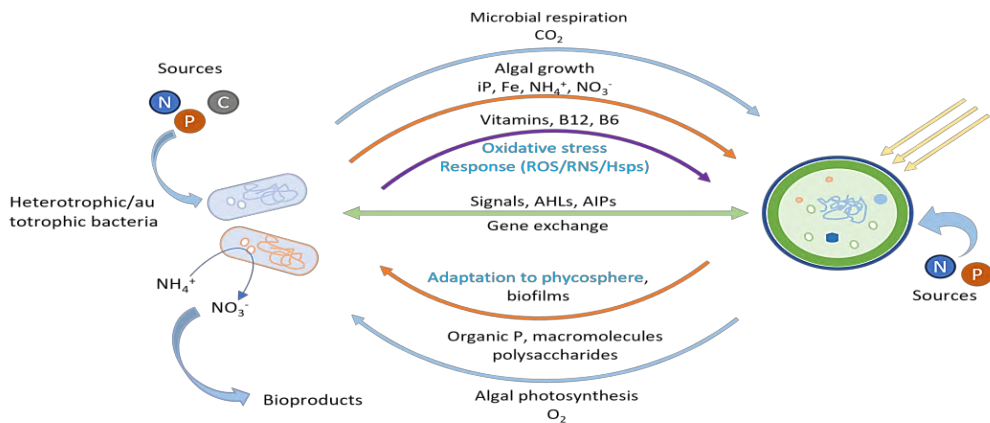 Microbial respiration
CO₂
Sources
N
C
P
Algal growth
iP, Fe, NH₄⁺, NO₃⁻
Vitamins, B12, B6
Oxidative stress
Response (ROS/RNS/Hsps)
Heterotrophic/au
totrophic bacteria
Signals, AHLs, AIPs
Gene exchange
NH₄⁺
NO₃⁻
Adaptation to phycosphere,
biofilms
N
P
Sources
Organic P, macromolecules
polysaccharides
Bioproducts
Algal photosynthesis
O₂